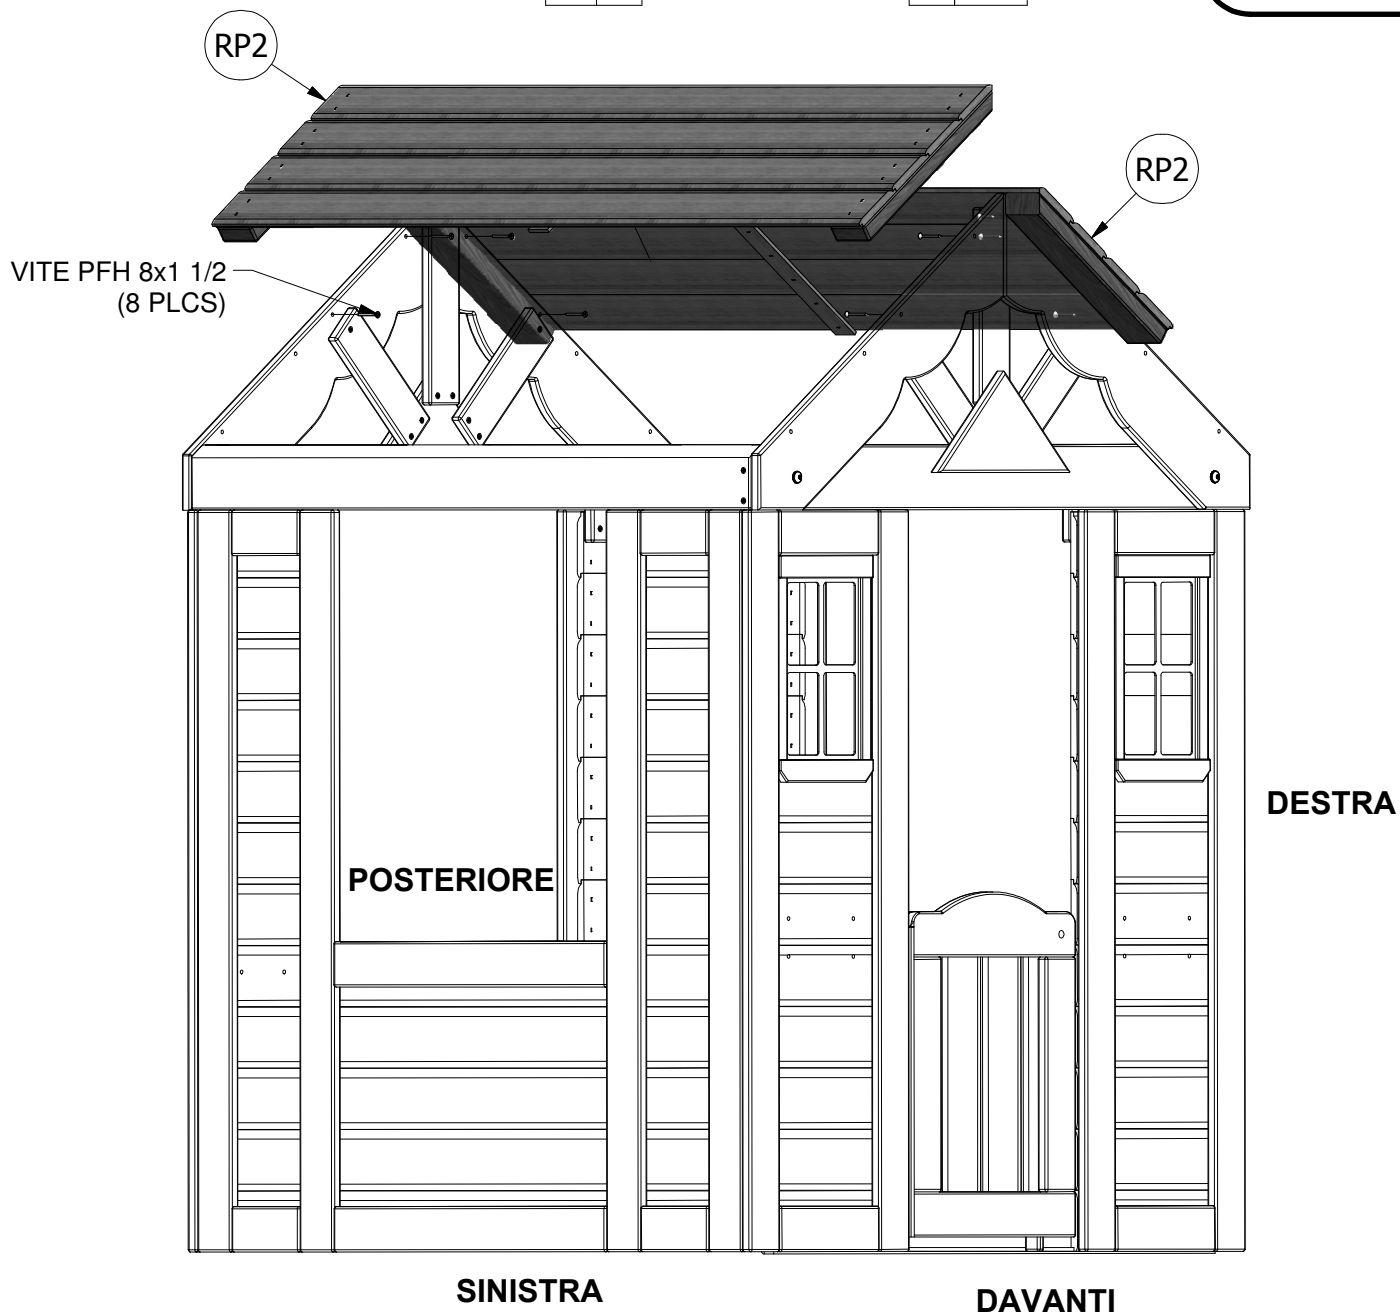 RP2
RP2
VITE PFH 8x1 1/2
(8 PLCS)
DESTRA
POSTERIORE
SINISTRA
DAVANTI